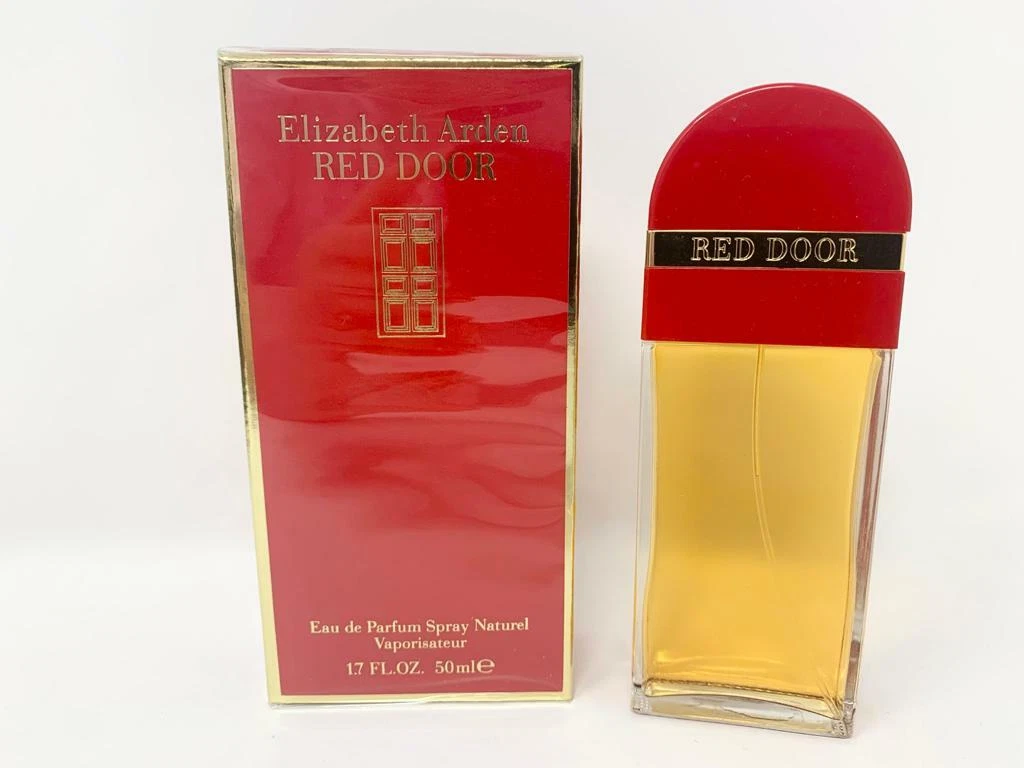 Elizabeth Arden
RED DOOR
Eau de Parfum Spray Naturel
Vaporisateur
1.7 FL.OZ. 50ml℮
RED DOOR